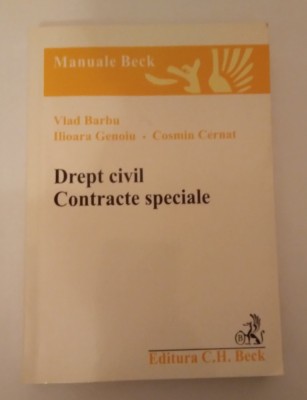 Manuale Beck
Vlad Barbu
Ilioara Genoiu - Cosmin Cernat
Drept civil
Contracte speciale
Editura C.H. Beck